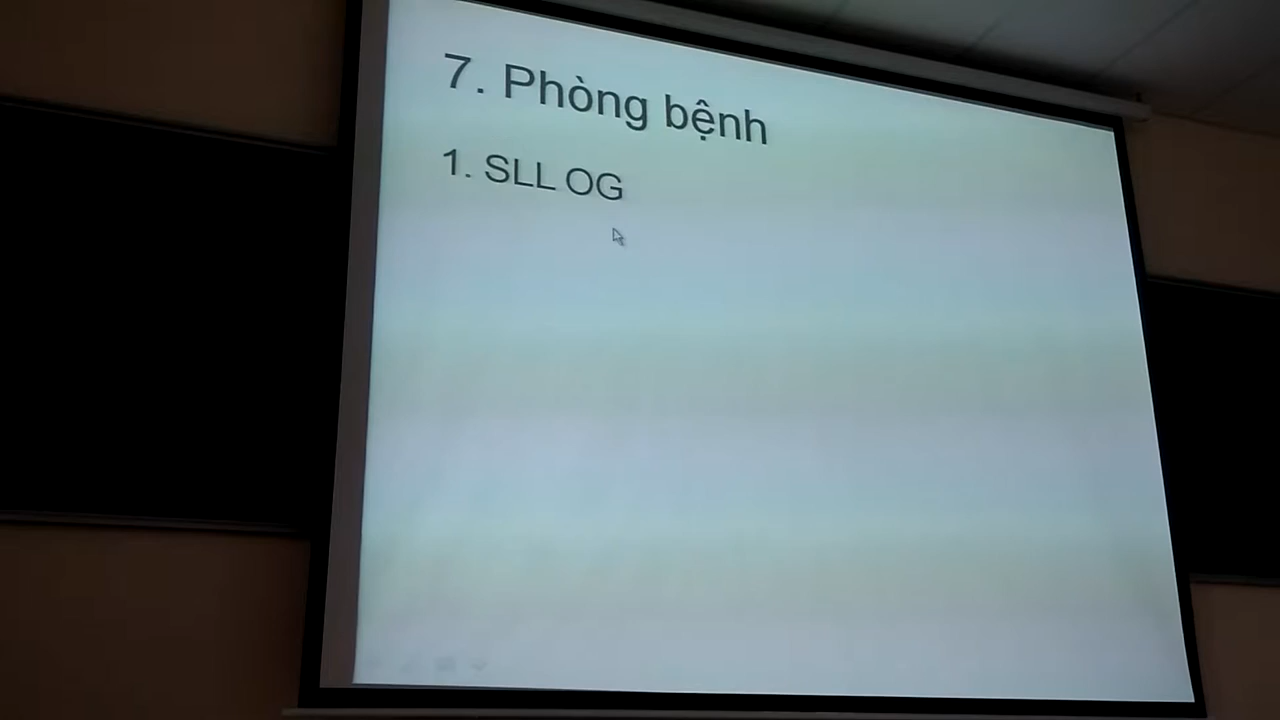 7. Phòng bệnh
1. SLL OG